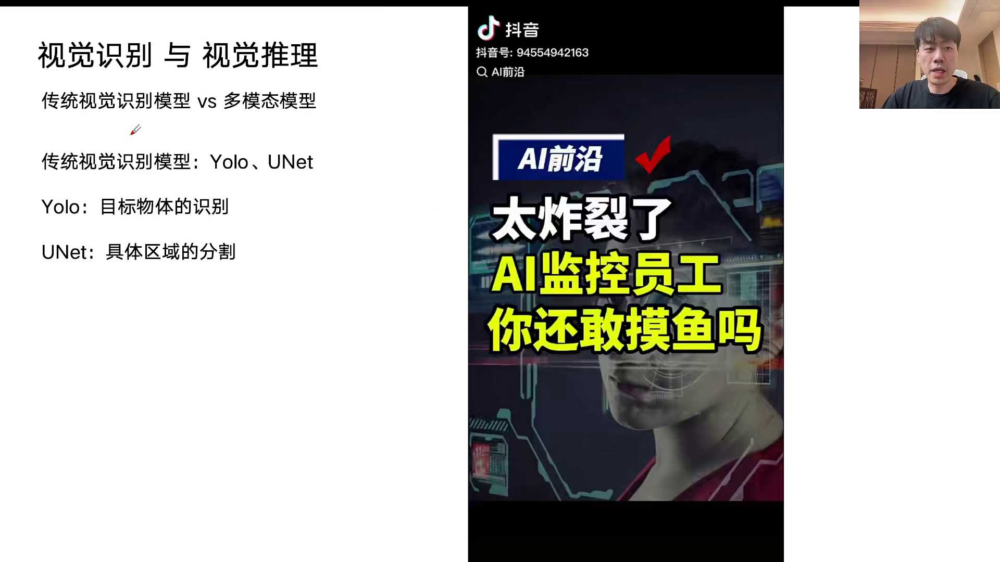 视觉识别 与 视觉推理
传统视觉识别模型 vs 多模态模型
传统视觉识别模型：Yolo、UNet
Yolo：目标物体的识别
UNet：具体区域的分割
抖音
抖音号: 94554942163
AI前沿
AI前沿
太炸裂了
AI监控员工
你还敢摸鱼吗